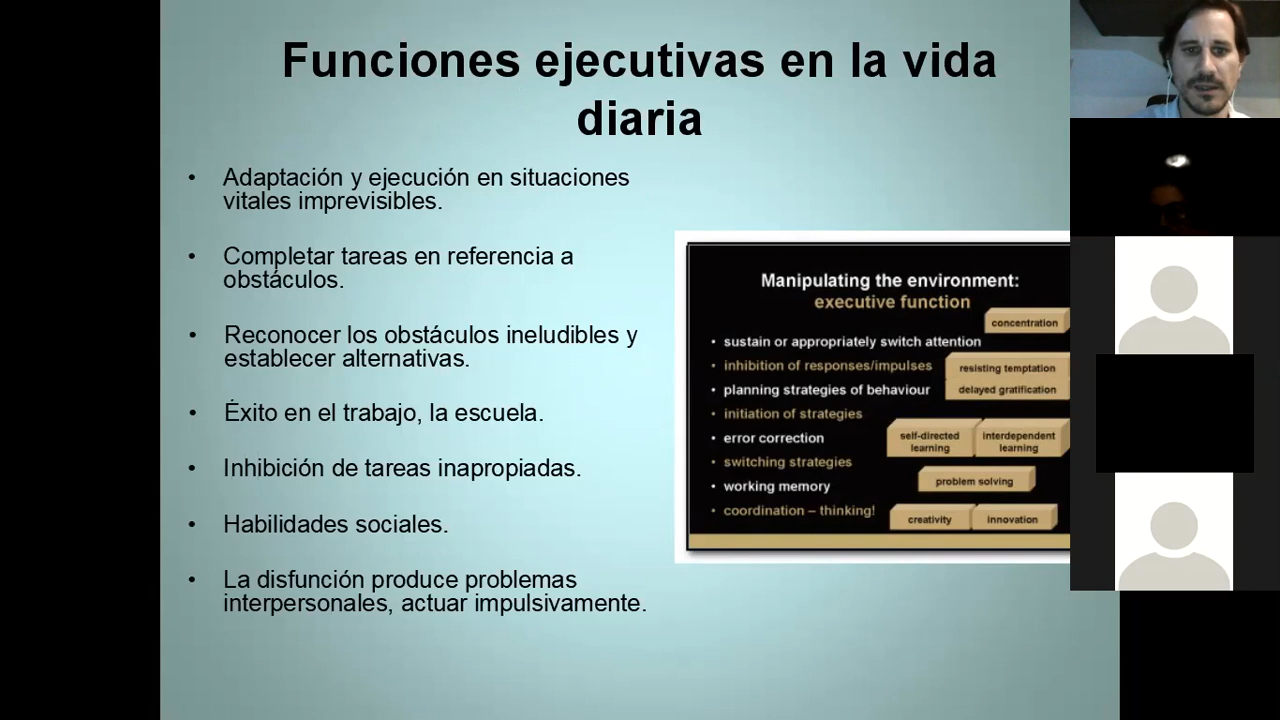 Funciones ejecutivas en la vida
diaria
• Adaptación y ejecución en situaciones
vitales imprevisibles.
• Completar tareas en referencia a
obstáculos.
• Reconocer los obstáculos ineludibles y
establecer alternativas.
• Éxito en el trabajo, la escuela.
• Inhibición de tareas inapropiadas.
• Habilidades sociales.
• La disfunción produce problemas
interpersonales, actuar impulsivamente.
Manipulating the environment:
executive function
concentration
• sustain or appropriately switch attention
• inhibition of responses/impulses
resisting temptation
• planning strategies of behaviour
delayed gratification
• initiation of strategies
• error correction
self-directed
learning
interdependent
learning
• switching strategies
problem solving
• working memory
• coordination – thinking!
creativity
innovation